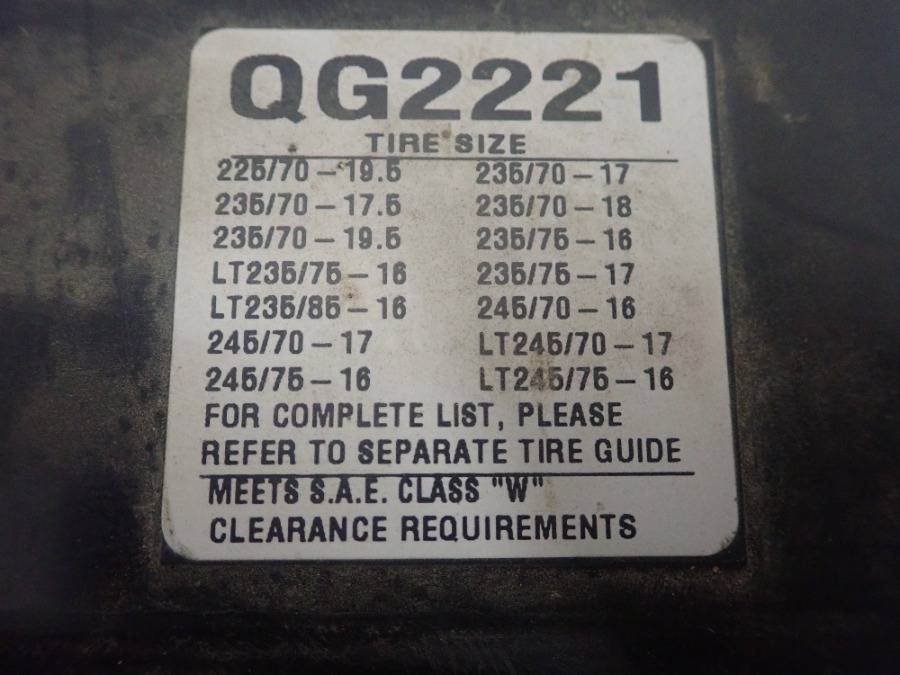 QG2221
TIRE SIZE
225/70-19.5 235/70-17
235/70-17.5 235/70-18
235/70-19.5 235/75-16
LT235/75-16 235/75-17
LT235/85-16 245/70-16
245/70-17 LT245/70-17
245/75-16 LT245/75-16
FOR COMPLETE LIST, PLEASE
REFER TO SEPARATE TIRE GUIDE
MEETS S.A.E. CLASS "W"
CLEARANCE REQUIREMENTS